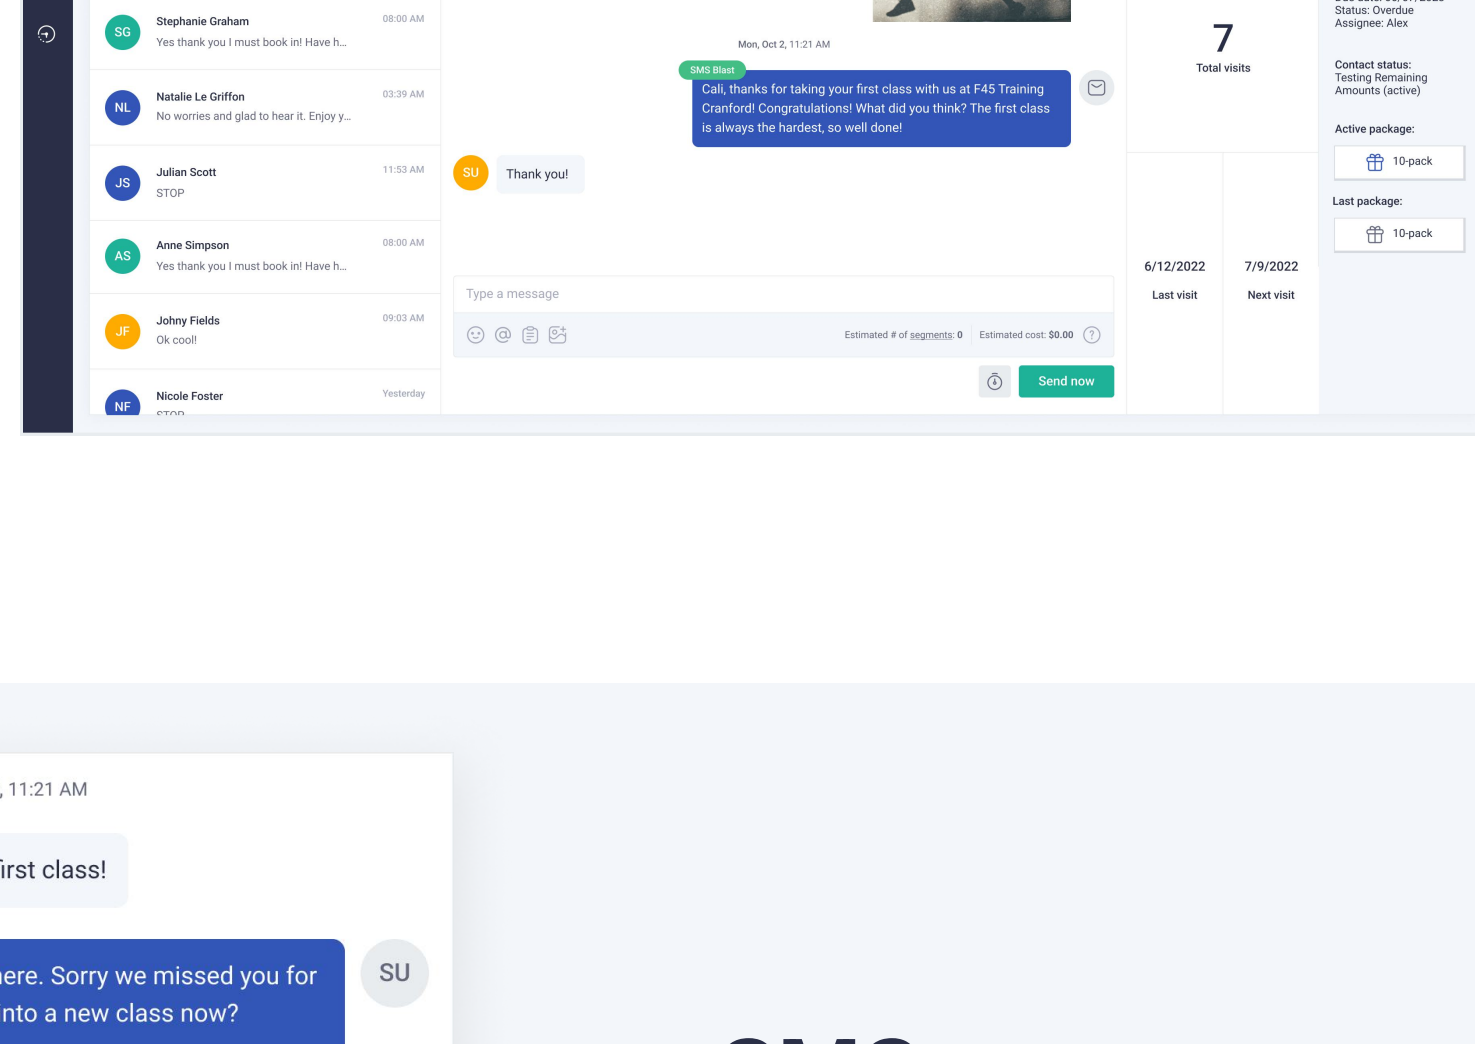 SG
Stephanie Graham
08:00 AM
Yes thank you I must book in! Have h...
NL
Natalie Le Griffon
03:39 AM
No worries and glad to hear it. Enjoy y...
JS
Julian Scott
11:53 AM
STOP
AS
Anne Simpson
08:00 AM
Yes thank you I must book in! Have h...
JF
Johny Fields
09:03 AM
Ok cool!
NF
Nicole Foster
Yesterday
STOP
Mon, Oct 2, 11:21 AM
SMS Blast
Cali, thanks for taking your first class with us at F45 Training
Cranford! Congratulations! What did you think? The first class
is always the hardest, so well done!
SU
Thank you!
Type a message
Estimated # of segments: 0
Estimated cost: $0.00
Send now
7
Total visits
6/12/2022
Last visit
7/9/2022
Next visit
Status: Overdue
Assignee: Alex
Contact status:
Testing Remaining
Amounts (active)
Active package:
10-pack
Last package:
10-pack
, 11:21 AM
first class!
here. Sorry we missed you for
into a new class now?
SU
SMS